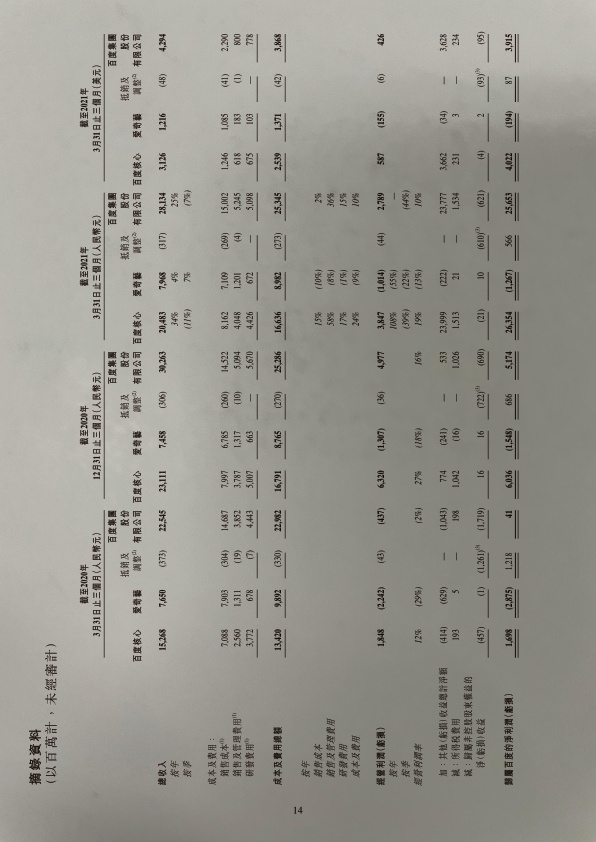 摘錄資料
(以百萬計，未經審計)
截至2020年 截至2020年 截至2021年 截至2021年
3月31日止三個月(人民幣元) 12月31日止三個月(人民幣元) 3月31日止三個月(人民幣元) 3月31日止三個月(美元)
百度集團 百度集團 百度集團 百度集團
抵銷及 股份 抵銷及 股份 抵銷及 股份 抵銷及 股份
百度核心 愛奇藝 調整(2) 有限公司 百度核心 愛奇藝 調整(2) 有限公司 百度核心 愛奇藝 調整(2) 有限公司 百度核心 愛奇藝 調整(2) 有限公司
總收入 15,268 7,650 (373) 22,545 23,111 7,458 (306) 30,263 20,483 7,968 (317) 28,134 3,126 1,216 (48) 4,294
按年 34% 4% 25%
按季 (11%) 7% (7%)
成本及費用：
銷售成本(1) 7,088 7,903 (304) 14,687 7,997 6,785 (260) 14,522 8,162 7,109 (269) 15,002 1,246 1,085 (41) 2,290
銷售及管理費用(1) 2,560 1,311 (19) 3,852 3,787 1,317 (10) 5,094 4,048 1,201 (4) 5,245 618 183 (1) 800
研發費用(1) 3,772 678 (7) 4,443 5,007 663 — 5,670 4,426 672 — 5,098 675 103 — 778
成本及費用總額 13,420 9,892 (330) 22,982 16,791 8,765 (270) 25,286 16,636 8,982 (273) 25,345 2,539 1,371 (42) 3,868
按年
銷售成本 15% (10%) 2%
銷售及管理費用 58% (8%) 36%
研發費用 17% (1%) 15%
成本及費用 24% (9%) 10%
經營利潤(虧損) 1,848 (2,242) (43) (437) 6,320 (1,307) (36) 4,977 3,847 (1,014) (44) 2,789 587 (155) (6) 426
按年 108% (55%) —
按季 (39%) (22%) (44%)
經營利潤率 12% (29%) (2%) 27% (18%) 16% 19% (13%) 10%
加：其他(虧損)收益總計淨額 (414) (629) — (1,043) 774 (241) — 533 23,999 (222) — 23,777 3,662 (34) — 3,628
減：所得稅費用 193 5 — 198 1,042 (16) — 1,026 1,513 21 — 1,534 231 3 — 234
減：歸屬非控股股東權益的
淨(虧損)收益 (457) (1) (1,261)(3) (1,719) 16 16 (722)(3) (690) (21) 10 (610)(3) (621) (4) 2 (93)(3) (95)
歸屬百度的淨利潤(虧損) 1,698 (2,875) 1,218 41 6,036 (1,548) 686 5,174 26,354 (1,267) 566 25,653 4,022 (194) 87 3,915
14